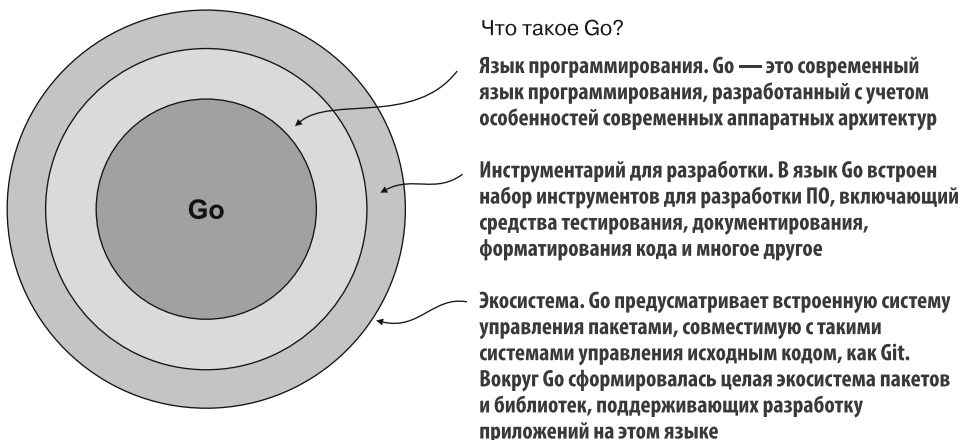 Что такое Go?
Язык программирования. Go — это современный
язык программирования, разработанный с учетом
особенностей современных аппаратных архитектур
Go
Инструментарий для разработки. В язык Go встроен
набор инструментов для разработки ПО, включающий
средства тестирования, документирования,
форматирования кода и многое другое
Экосистема. Go предусматривает встроенную систему
управления пакетами, совместимую с такими
системами управления исходным кодом, как Git.
Вокруг Go сформировалась целая экосистема пакетов
и библиотек, поддерживающих разработку
приложений на этом языке